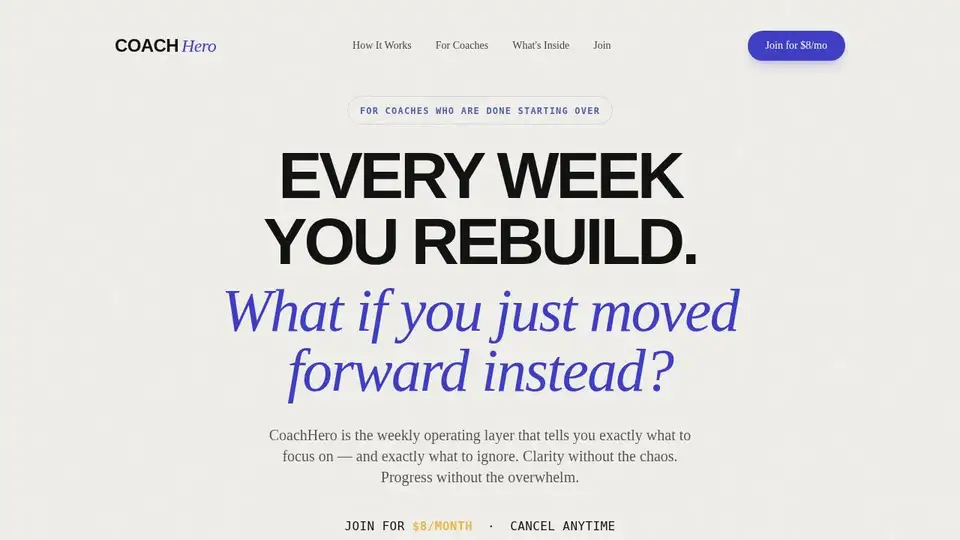 COACH Hero
How It Works
For Coaches
What's Inside
Join
Join for $8/mo
FOR COACHES WHO ARE DONE STARTING OVER
EVERY WEEK
YOU REBUILD.
What if you just moved
forward instead?
CoachHero is the weekly operating layer that tells you exactly what to
focus on — and exactly what to ignore. Clarity without the chaos.
Progress without the overwhelm.
JOIN FOR $8/MONTH · CANCEL ANYTIME